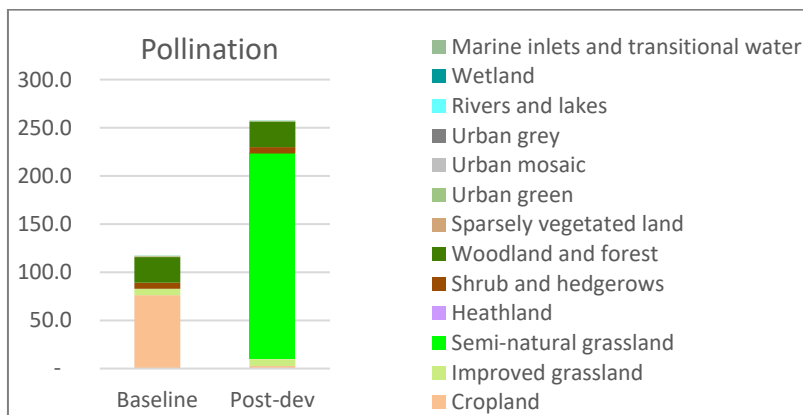 Pollination
300.0
250.0
200.0
150.0
100.0
50.0
-
Baseline Post-dev
Marine inlets and transitional water
Wetland
Rivers and lakes
Urban grey
Urban mosaic
Urban green
Sparsely vegetated land
Woodland and forest
Shrub and hedgerows
Heathland
Semi-natural grassland
Improved grassland
Cropland